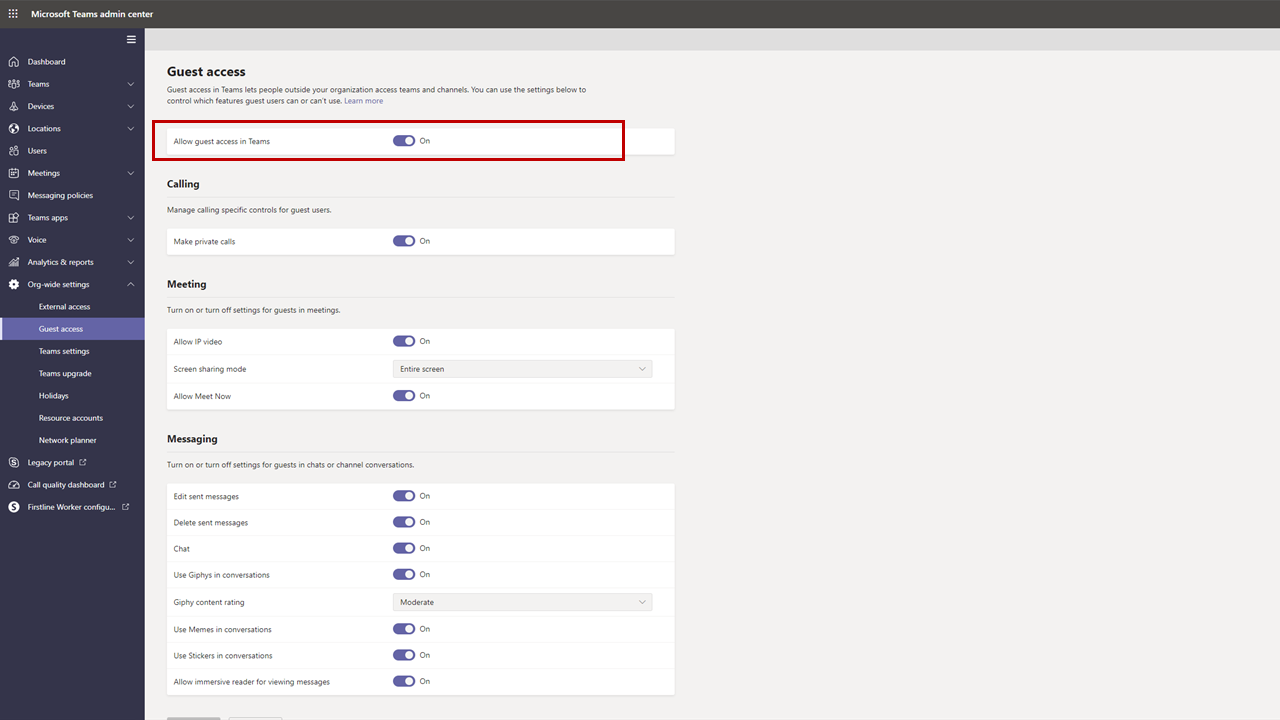 Microsoft Teams admin center
Dashboard
Teams
Devices
Locations
Users
Meetings
Messaging policies
Teams apps
Voice
Analytics & reports
Org-wide settings
External access
Guest access
Teams settings
Teams upgrade
Holidays
Resource accounts
Network planner
Legacy portal
Call quality dashboard
Firstline Worker configu...
Guest access
Guest access in Teams lets people outside your organization access teams and channels. You can use the settings below to
control which features guest users can or can't use. Learn more
Allow guest access in Teams On
Calling
Manage calling specific controls for guest users.
Make private calls On
Meeting
Turn on or turn off settings for guests in meetings.
Allow IP video On
Screen sharing mode Entire screen
Allow Meet Now On
Messaging
Turn on or turn off settings for guests in chats or channel conversations.
Edit sent messages On
Delete sent messages On
Chat On
Use Giphys in conversations On
Giphy content rating Moderate
Use Memes in conversations On
Use Stickers in conversations On
Allow immersive reader for viewing messages On